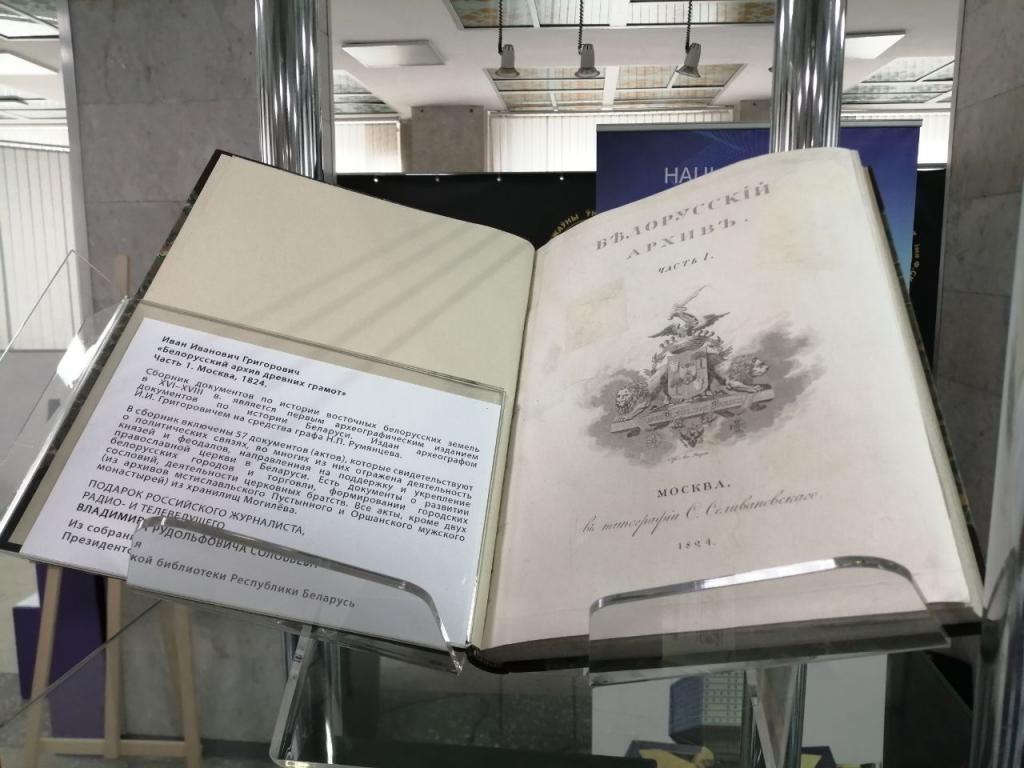 Иван Иванович Григорович
«Белорусский архив древних грамот»
Часть 1. Москва, 1824.
Сборник документов по истории восточных белорусских земель
в XVI–XVIII в. является первым археографическим изданием
документов по истории Беларуси. Издан археографом
И.И. Григоровичем на средства графа Н.П. Румянцева.
В сборник включены 57 документов (актов), которые свидетельствуют
о политических связях, во многих из них отражена деятельность
князей и феодалов, направленная на поддержку и укрепление
православной церкви в Беларуси. Есть документы о развитии
белорусских городов и торговли, формировании городских
сословий, деятельности церковных братств. Все акты, кроме двух
(из архивов мстиславльского Пустынного и Оршанского мужского
монастырей) из хранилищ Могилёва.
ПОДАРОК РОССИЙСКОГО ЖУРНАЛИСТА,
РАДИО- И ТЕЛЕВЕДУЩЕГО
ВЛАДИМИРА РУДОЛЬФОВИЧА СОЛОВЬЕВА
Из собрания
Президентской библиотеки Республики Беларусь
НАЦ
БѢЛОРУССКІЙ
АРХИВЪ.
ЧАСТЬ I.
МОСКВА.
въ типографіи С. Селивановскаго.
1824.